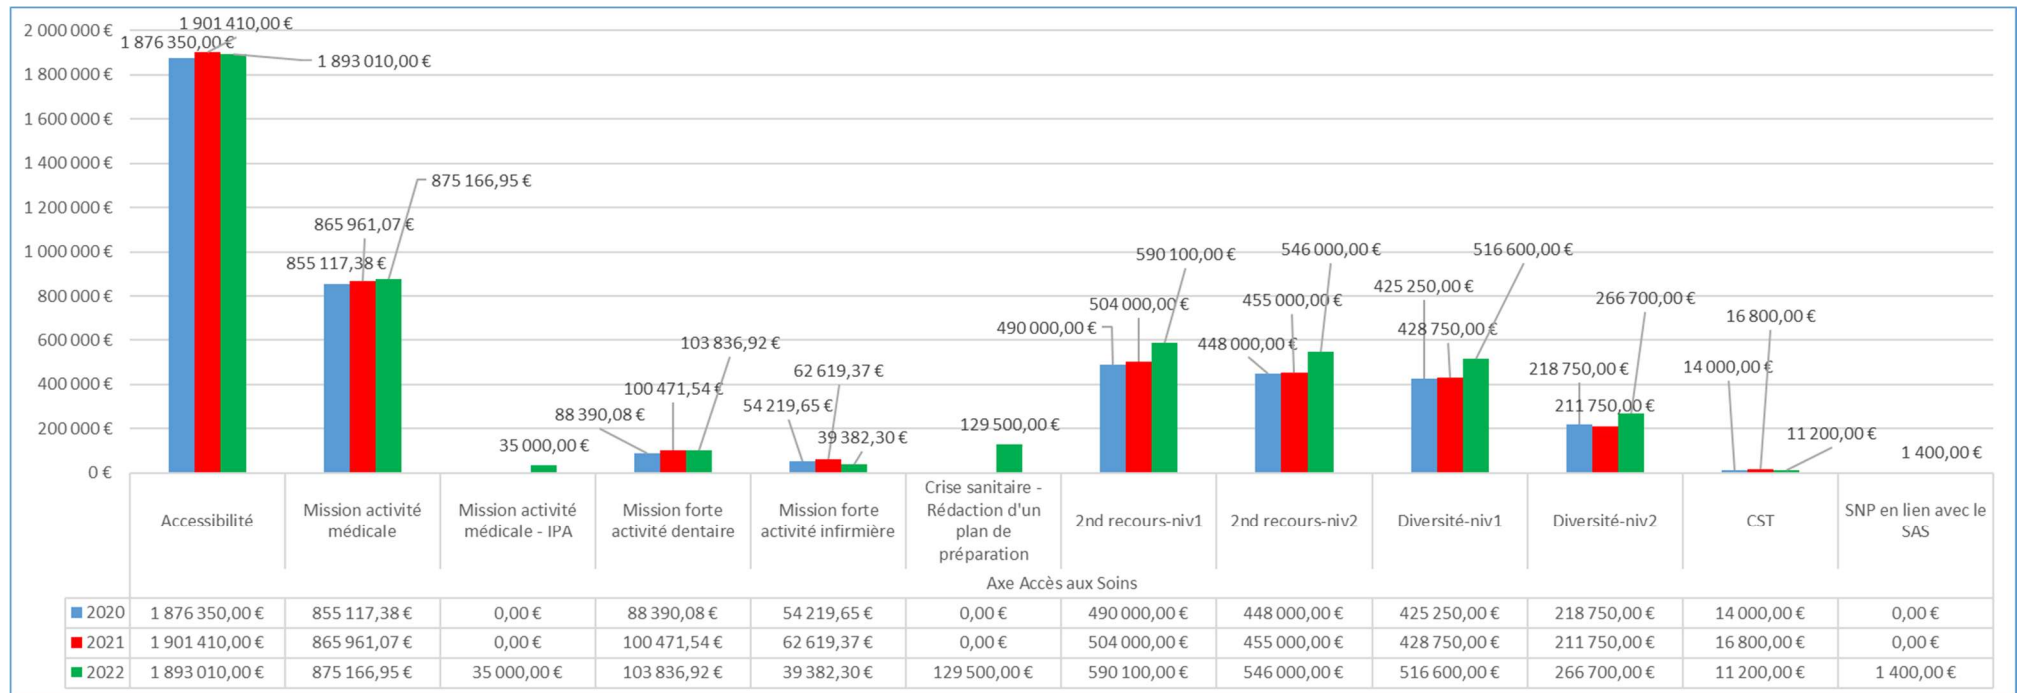 1 901 410,00 €
2 000 000 €
1 876 350,00 €
1 893 010,00 €
1 800 000 €
1 600 000 €
1 400 000 €
875 166,95 €
1 200 000 €
865 961,07 €
590 100,00 €
546 000,00 €
516 600,00 €
1 000 000 €
855 117,38 €
425 250,00 €
800 000 €
504 000,00 €
455 000,00 €
266 700,00 €
16 800,00 €
490 000,00 €
428 750,00 €
600 000 €
103 836,92 €
448 000,00 €
62 619,37 €
218 750,00 €
14 000,00 €
400 000 €
100 471,54 €
88 390,08 €
54 219,65 €
211 750,00 €
200 000 €
129 500,00 €
35 000,00 €
39 382,30 €
11 200,00 €
1 400,00 €
0 €
Accessibilité
Mission activité
médicale
Mission activité
médicale - IPA
Mission forte
activité dentaire
Mission forte
activité infirmière
Crise sanitaire -
Rédaction d'un
plan de
préparation
2nd recours-niv1
2nd recours-niv2
Diversité-niv1
Diversité-niv2
CST
SNP en lien avec le
SAS
Axe Accès aux Soins
2020 1 876 350,00 € 855 117,38 € 0,00 € 88 390,08 € 54 219,65 € 0,00 € 490 000,00 € 448 000,00 € 425 250,00 € 218 750,00 € 14 000,00 € 0,00 €
2021 1 901 410,00 € 865 961,07 € 0,00 € 100 471,54 € 62 619,37 € 0,00 € 504 000,00 € 455 000,00 € 428 750,00 € 211 750,00 € 16 800,00 € 0,00 €
2022 1 893 010,00 € 875 166,95 € 35 000,00 € 103 836,92 € 39 382,30 € 129 500,00 € 590 100,00 € 546 000,00 € 516 600,00 € 266 700,00 € 11 200,00 € 1 400,00 €